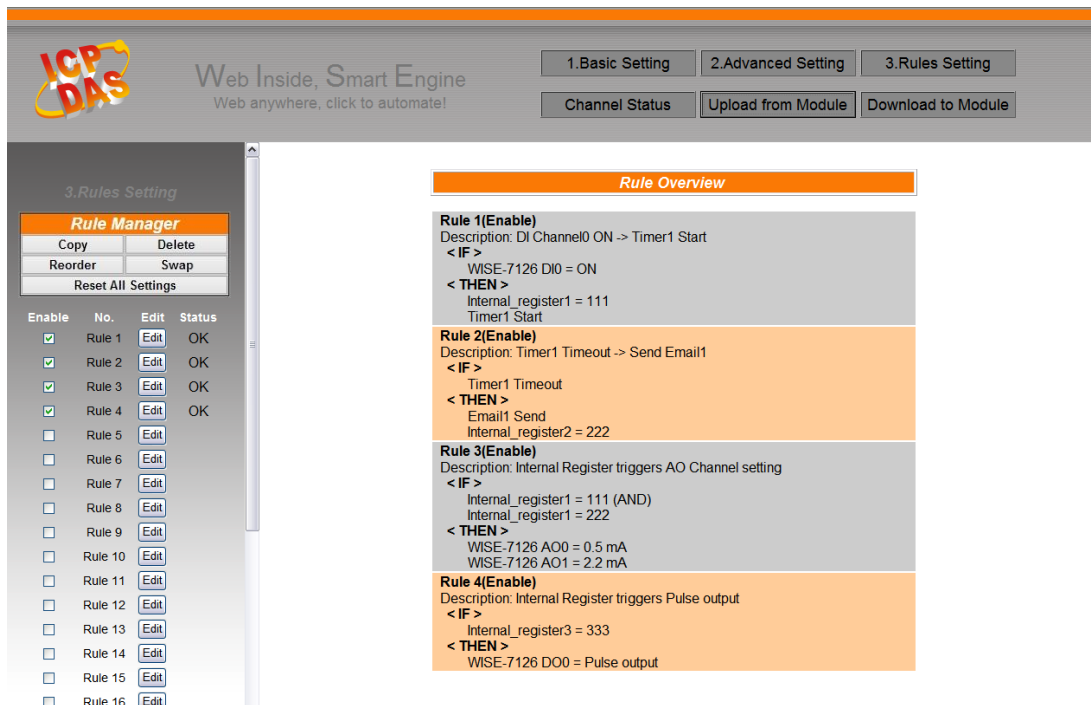 ICP
DAS
Web Inside, Smart Engine
Web anywhere, click to automate!
1.Basic Setting
2.Advanced Setting
3.Rules Setting
Channel Status
Upload from Module
Download to Module
3.Rules Setting
Rule Manager
Copy
Delete
Reorder
Swap
Reset All Settings
Enable No. Edit Status
Rule 1 Edit OK
Rule 2 Edit OK
Rule 3 Edit OK
Rule 4 Edit OK
Rule 5 Edit
Rule 6 Edit
Rule 7 Edit
Rule 8 Edit
Rule 9 Edit
Rule 10 Edit
Rule 11 Edit
Rule 12 Edit
Rule 13 Edit
Rule 14 Edit
Rule 15 Edit
Rule 16 Edit
Rule Overview
Rule 1(Enable)
Description: DI Channel0 ON -> Timer1 Start
< IF >
WISE-7126 DI0 = ON
< THEN >
Internal_register1 = 111
Timer1 Start
Rule 2(Enable)
Description: Timer1 Timeout -> Send Email1
< IF >
Timer1 Timeout
< THEN >
Email1 Send
Internal_register2 = 222
Rule 3(Enable)
Description: Internal Register triggers AO Channel setting
< IF >
Internal_register1 = 111 (AND)
Internal_register1 = 222
< THEN >
WISE-7126 AO0 = 0.5 mA
WISE-7126 AO1 = 2.2 mA
Rule 4(Enable)
Description: Internal Register triggers Pulse output
< IF >
Internal_register3 = 333
< THEN >
WISE-7126 DO0 = Pulse output